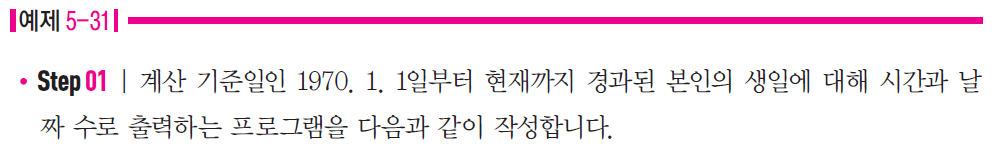 예제 5-31
• Step 01 | 계산 기준일인 1970. 1. 1일부터 현재까지 경과된 본인의 생일에 대해 시간과 날
짜 수로 출력하는 프로그램을 다음과 같이 작성합니다.